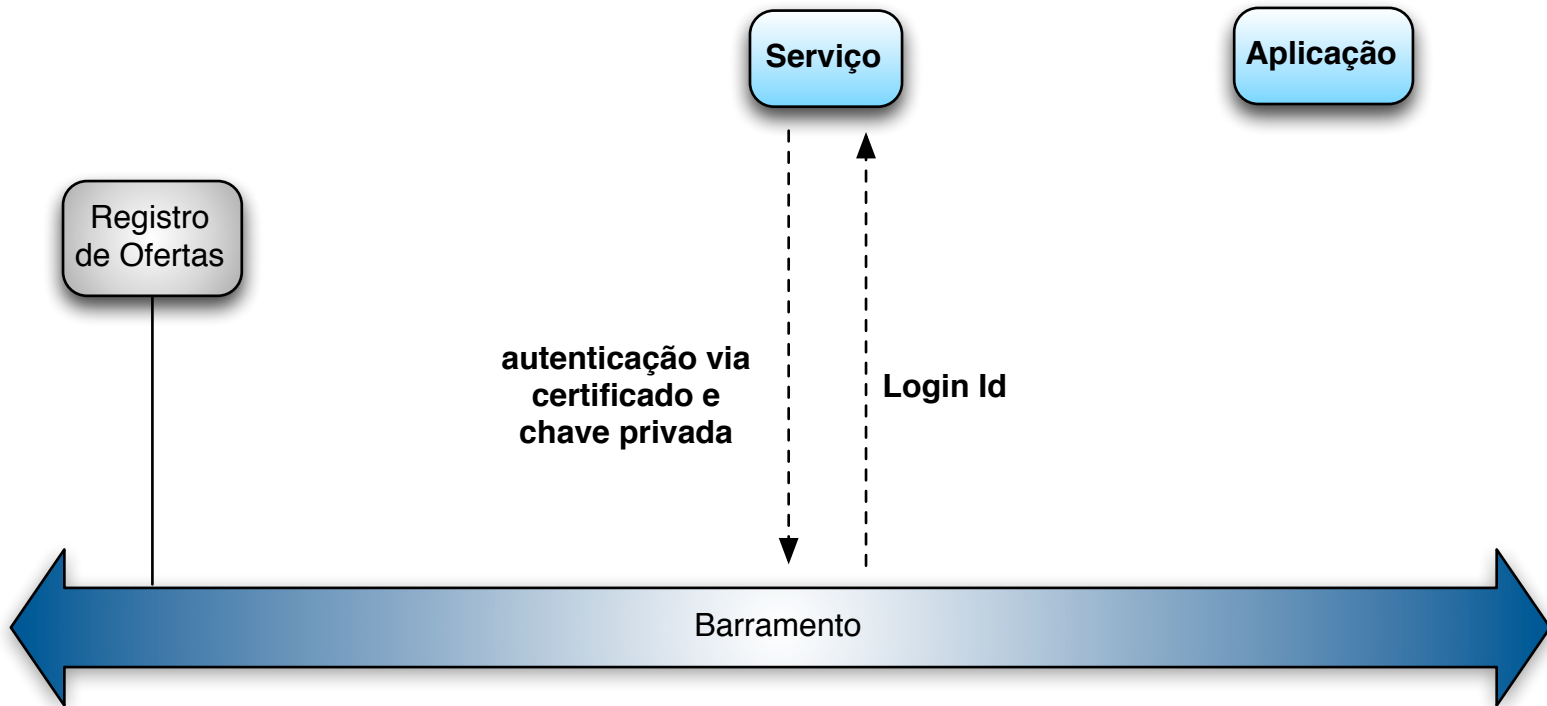 Serviço
Aplicação
Registro
de Ofertas
autenticação via
certificado e
chave privada
Login Id
Barramento